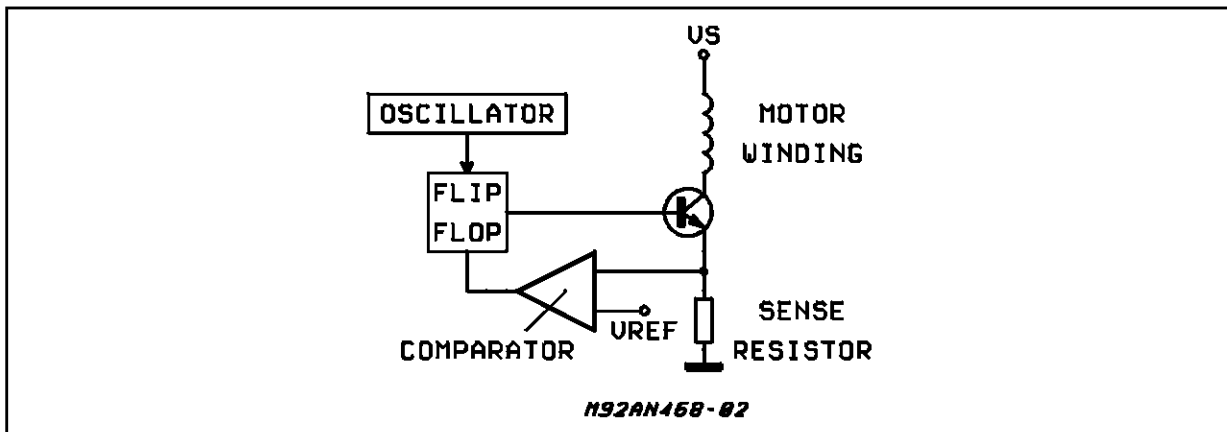 VS
OSCILLATOR
MOTOR
WINDING
FLIP
FLOP
VREF
COMPARATOR
SENSE
RESISTOR
M92AN468-02